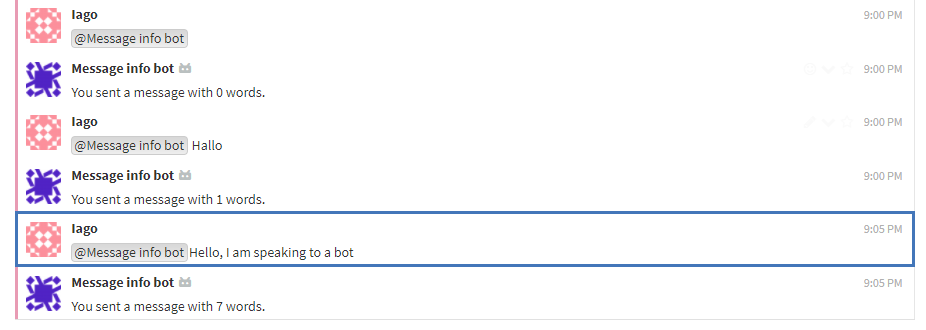 Iago 9:00 PM
@Message info bot
Message info bot 9:00 PM
You sent a message with 0 words.
Iago 9:00 PM
@Message info bot Hallo
Message info bot 9:00 PM
You sent a message with 1 words.
Iago 9:05 PM
@Message info bot Hello, I am speaking to a bot
Message info bot 9:05 PM
You sent a message with 7 words.